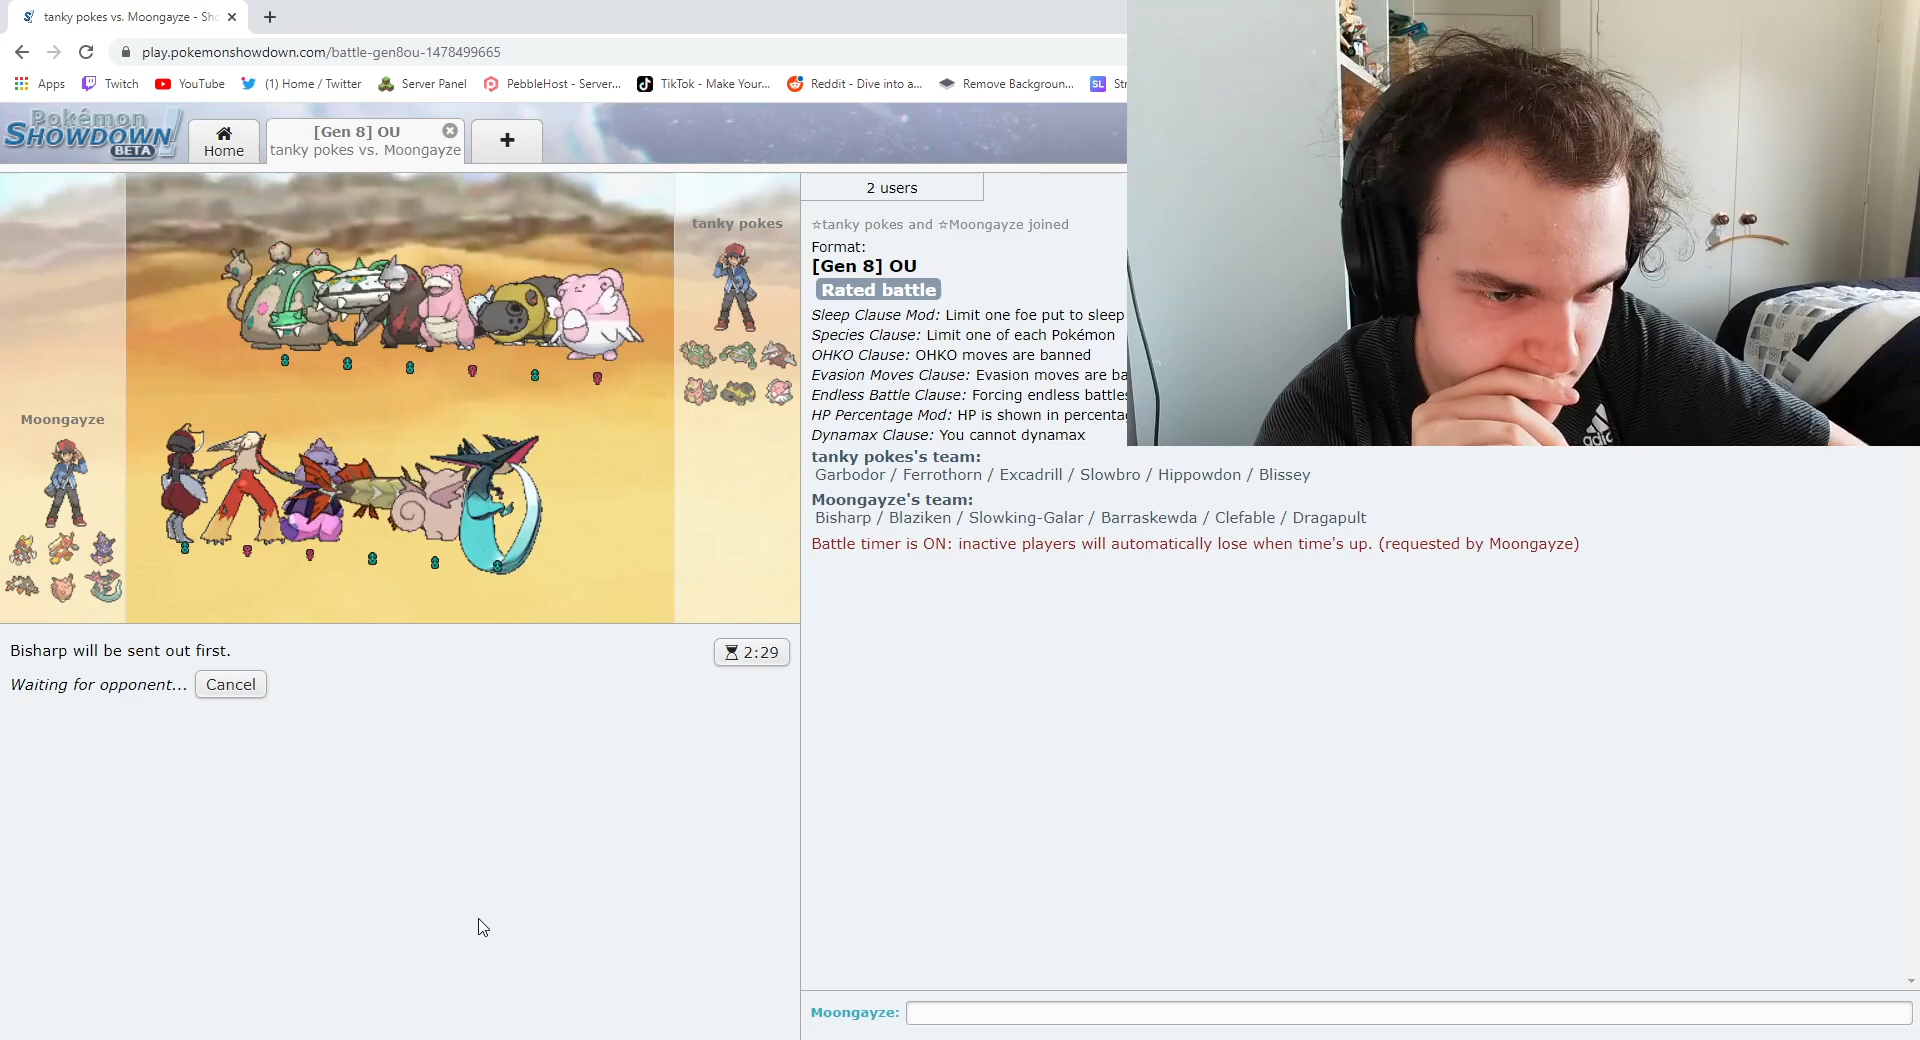 tanky pokes vs. Moongayze - Sho
play.pokemonshowdown.com/battle-gen8ou-1478499665
Apps Twitch YouTube (1) Home / Twitter Server Panel PebbleHost - Server... TikTok - Make Your... Reddit - Dive into a... Remove Backgroun... SL Str
Pokémon
SHOWDOWN!
BETA
Home
[Gen 8] OU
tanky pokes vs. Moongayze
+
tanky pokes
Moongayze
Bisharp will be sent out first.
2:29
Waiting for opponent... Cancel
2 users
☆tanky pokes and ☆Moongayze joined
Format:
[Gen 8] OU
Rated battle
Sleep Clause Mod: Limit one foe put to sleep
Species Clause: Limit one of each Pokémon
OHKO Clause: OHKO moves are banned
Evasion Moves Clause: Evasion moves are ba
Endless Battle Clause: Forcing endless battles
HP Percentage Mod: HP is shown in percentag
Dynamax Clause: You cannot dynamax
tanky pokes's team:
Garbodor / Ferrothorn / Excadrill / Slowbro / Hippowdon / Blissey
Moongayze's team:
Bisharp / Blaziken / Slowking-Galar / Barraskewda / Clefable / Dragapult
Battle timer is ON: inactive players will automatically lose when time's up. (requested by Moongayze)
Moongayze:
adic